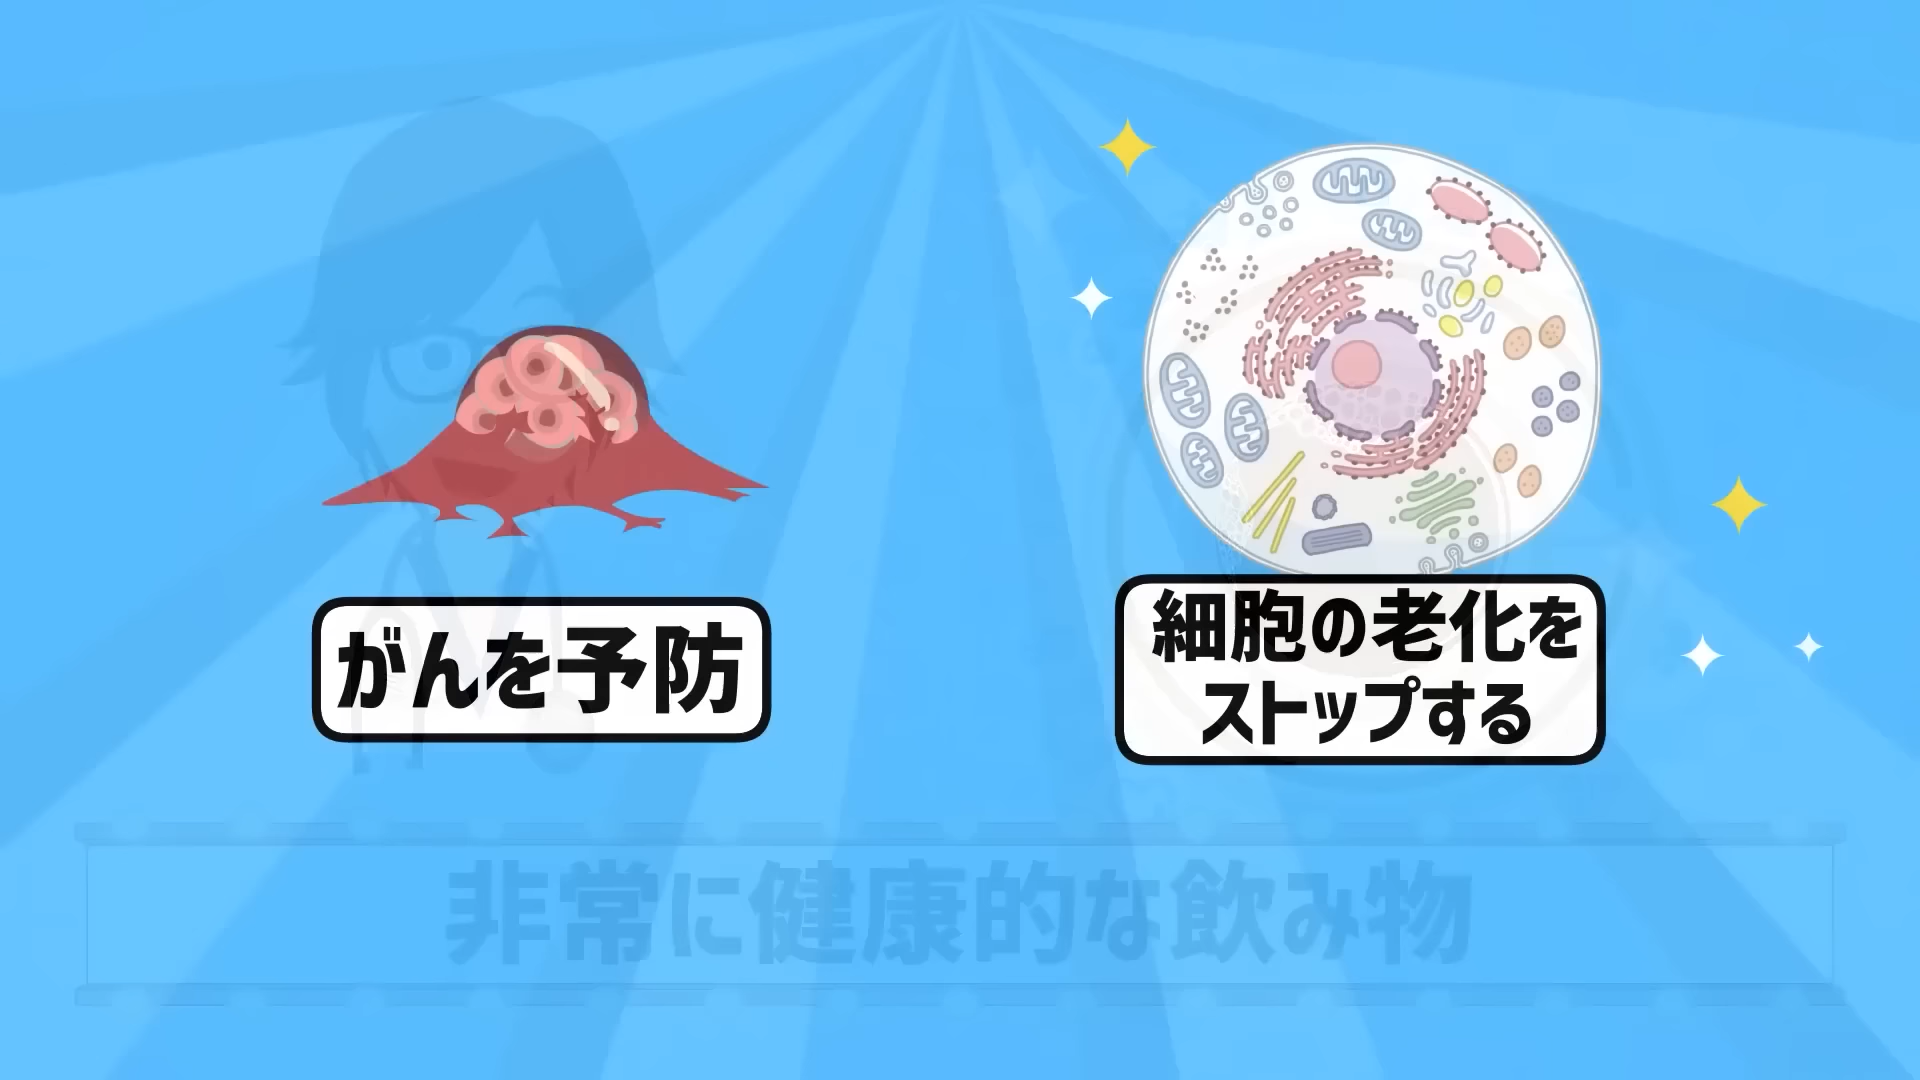 がんを予防
細胞の老化を
ストップする
非常に健康的な飲み物